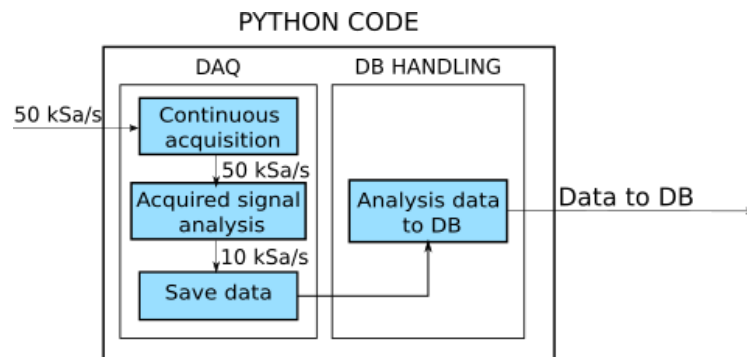 PYTHON CODE
DAQ
DB HANDLING
50 kSa/s
Continuous
acquisition
50 kSa/s
Acquired signal
analysis
10 kSa/s
Save data
Analysis data
to DB
Data to DB